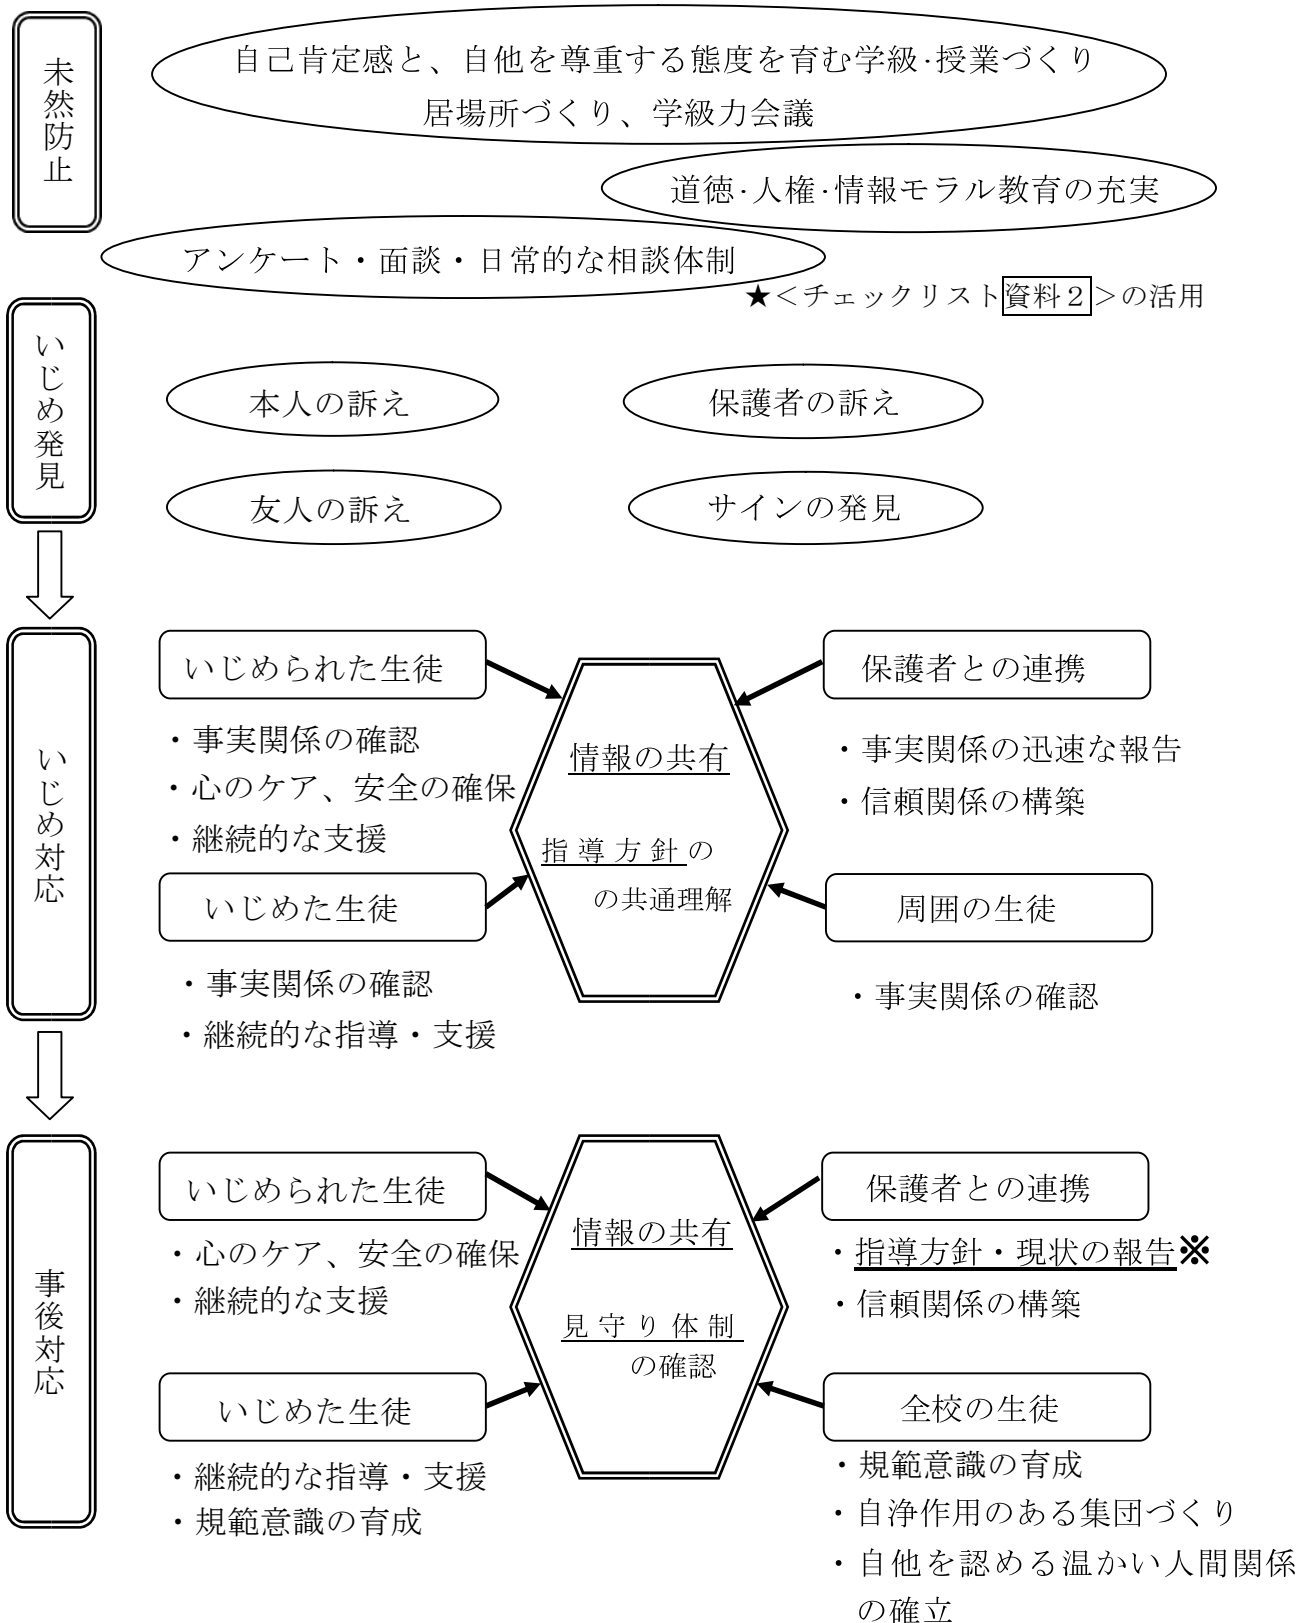 未然防止
自己肯定感と、自他を尊重する態度を育む学級·授業づくり
居場所づくり、学級力会議
道徳·人権·情報モラル教育の充実
アンケート・面談・日常的な相談体制
★＜チェックリスト資料２＞の活用
いじめ発見
本人の訴え
保護者の訴え
友人の訴え
サインの発見
いじめ対応
いじめられた生徒
・事実関係の確認
・心のケア、安全の確保
・継続的な支援
いじめた生徒
・事実関係の確認
・継続的な指導・支援
情報の共有
指導方針の
の共通理解
保護者との連携
・事実関係の迅速な報告
・信頼関係の構築
周囲の生徒
・事実関係の確認
事後対応
いじめられた生徒
・心のケア、安全の確保
・継続的な支援
いじめた生徒
・継続的な指導・支援
・規範意識の育成
情報の共有
見守り体制
の確認
保護者との連携
・指導方針・現状の報告※
・信頼関係の構築
全校の生徒
・規範意識の育成
・自浄作用のある集団づくり
・自他を認める温かい人間関係
の確立